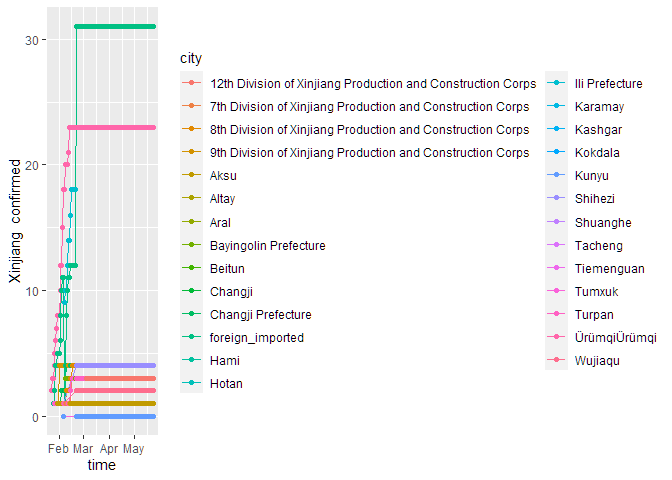 city
12th Division of Xinjiang Production and Construction Corps
7th Division of Xinjiang Production and Construction Corps
8th Division of Xinjiang Production and Construction Corps
9th Division of Xinjiang Production and Construction Corps
Aksu
Altay
Aral
Bayingolin Prefecture
Beitun
Changji
Changji Prefecture
foreign_imported
Hami
Hotan
Ili Prefecture
Karamay
Kashgar
Kokdala
Kunyu
Shihezi
Shuanghe
Tacheng
Tiemenguan
Tumxuk
Turpan
ÜrümqiÜrümqi
Wujiaqu
Xinjiang confirmed
30
20
10
0
Feb Mar Apr May
time